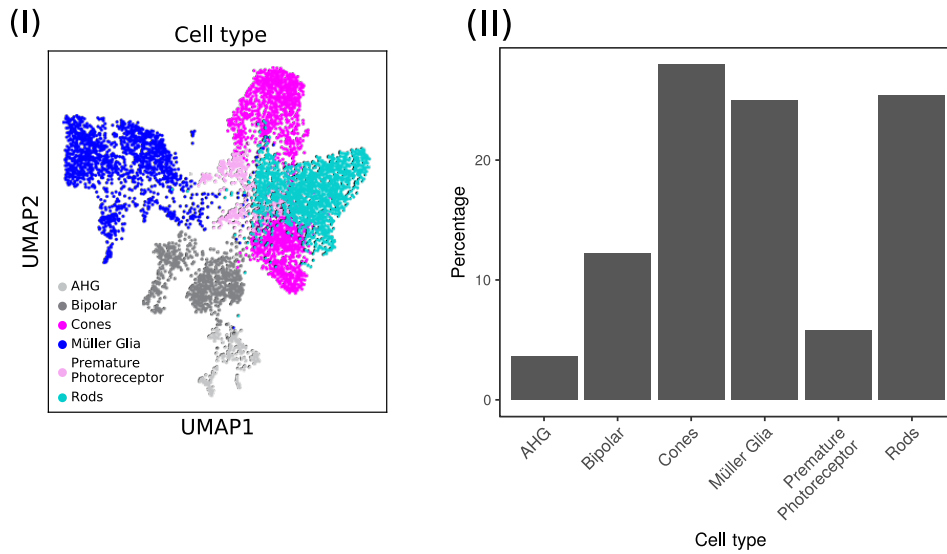 (I)
Cell type
UMAP2
AHG
Bipolar
Cones
Müller Glia
Premature
Photoreceptor
Rods
UMAP1
(II)
Percentage
20
10
0
AHG
Bipolar
Cones
Müller Glia
Premature
Photoreceptor
Rods
Cell type